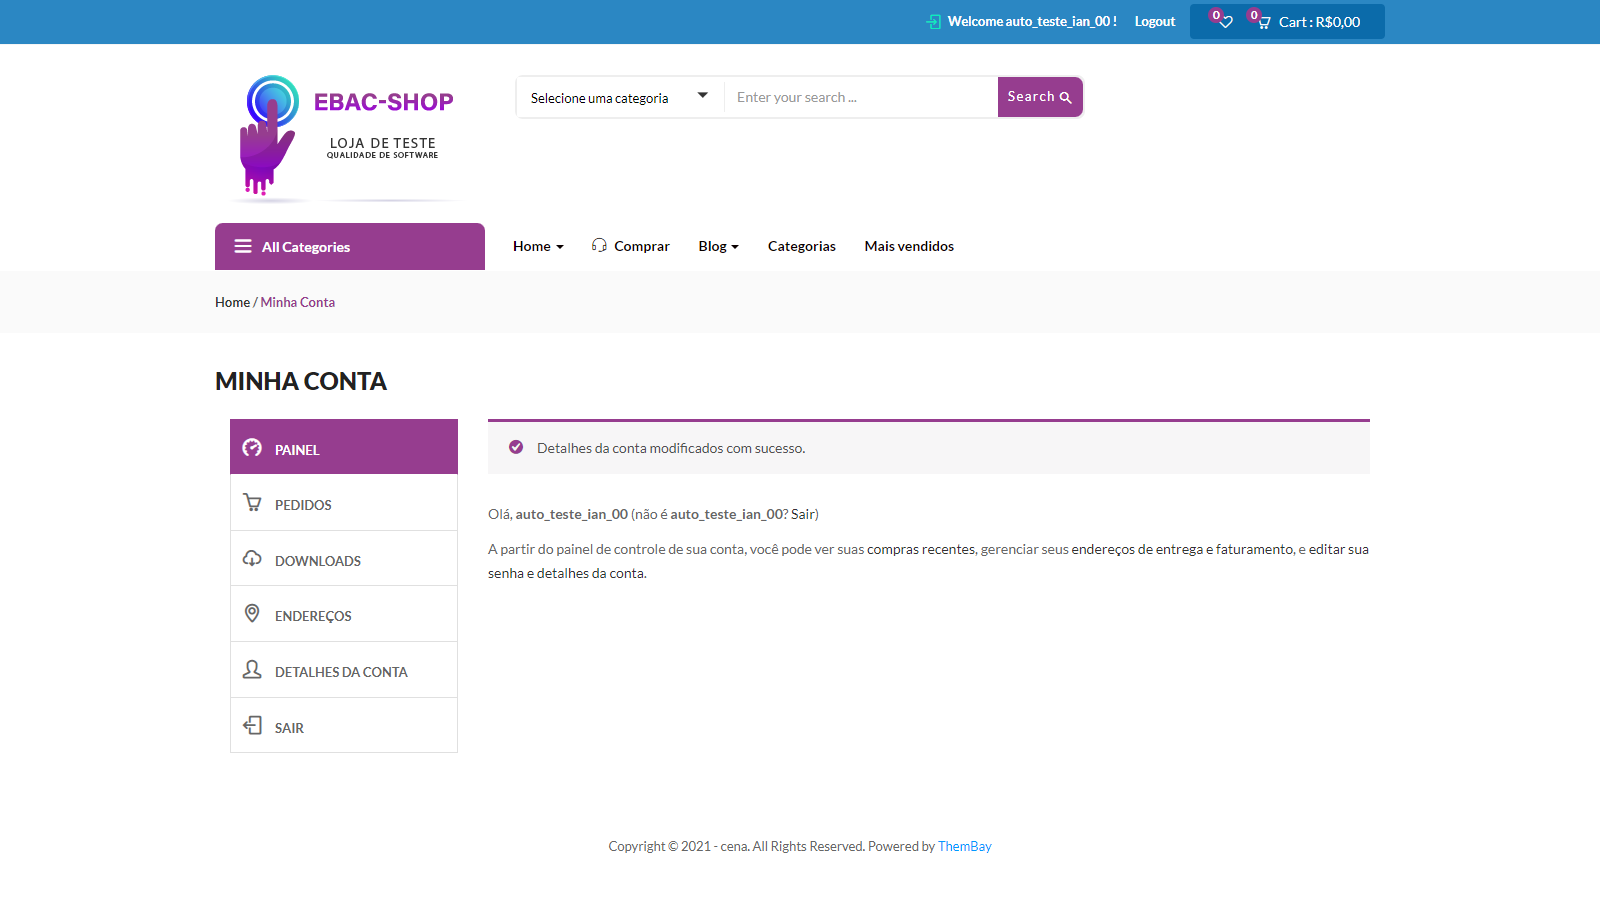 Welcome auto_teste_ian_00 !
Logout
0
0
Cart : R$0,00
EBAC-SHOP
LOJA DE TESTE
QUALIDADE DE SOFTWARE
Selione uma categoria
Enter your search ...
Search
All Categories
Home
Comprar
Blog
Categorias
Mais vendidos
Home / Minha Conta
MINHA CONTA
PAINEL
PEDIDOS
DOWNLOADS
ENDEREÇOS
DETALHES DA CONTA
SAIR
Detalhes da conta modificados com sucesso.
Olá, auto_teste_ian_00 (não é auto_teste_ian_00? Sair)
A partir do painel de controle de sua conta, você pode ver suas compras recentes, gerenciar seus endereços de entrega e faturamento, e editar sua
senha e detalhes da conta.
Copyright © 2021 - cena. All Rights Reserved. Powered by ThemBay